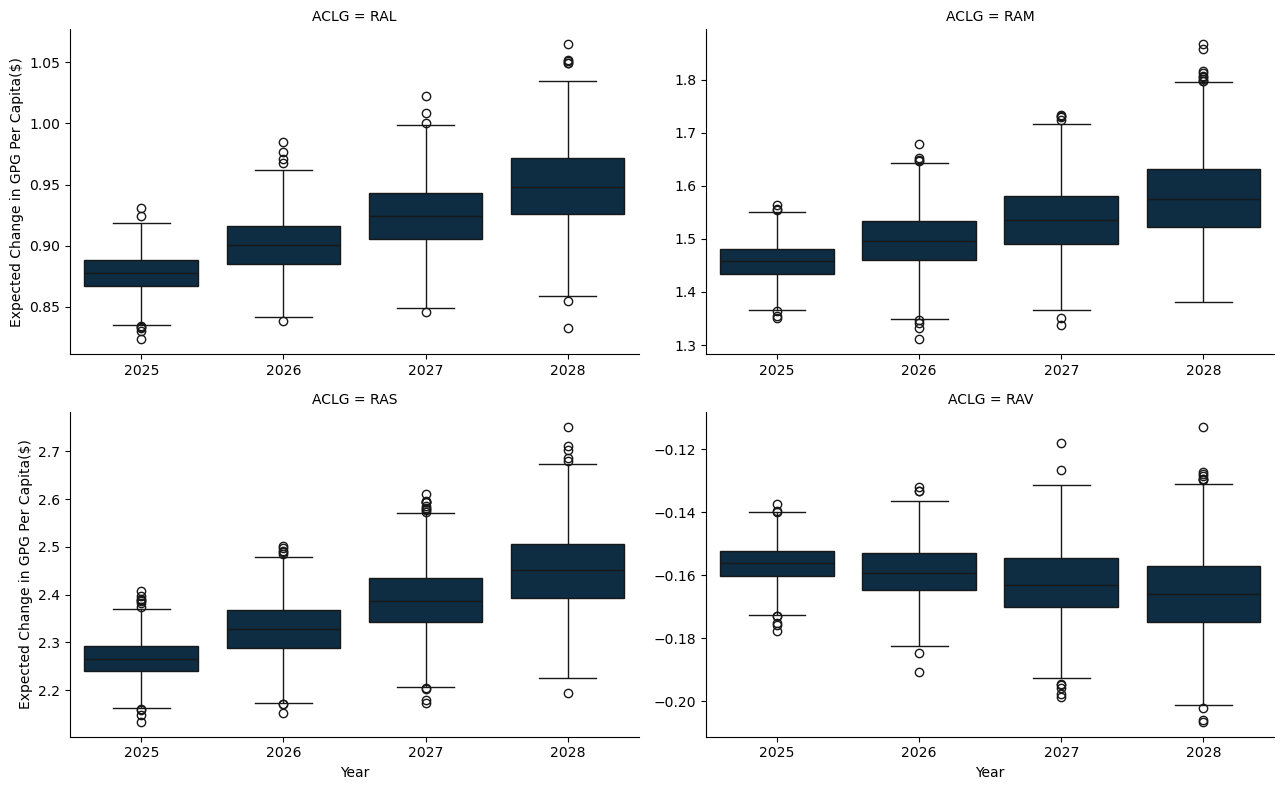 ACLG = RAL
Expected Change in GPG Per Capita($)
1.05
1.00
0.95
0.90
0.85
2025 2026 2027 2028
ACLG = RAM
1.8
1.7
1.6
1.5
1.4
1.3
2025 2026 2027 2028
ACLG = RAS
Expected Change in GPG Per Capita($)
2.7
2.6
2.5
2.4
2.3
2.2
2025 2026 2027 2028
Year
ACLG = RAV
−0.12
−0.14
−0.16
−0.18
−0.20
2025 2026 2027 2028
Year